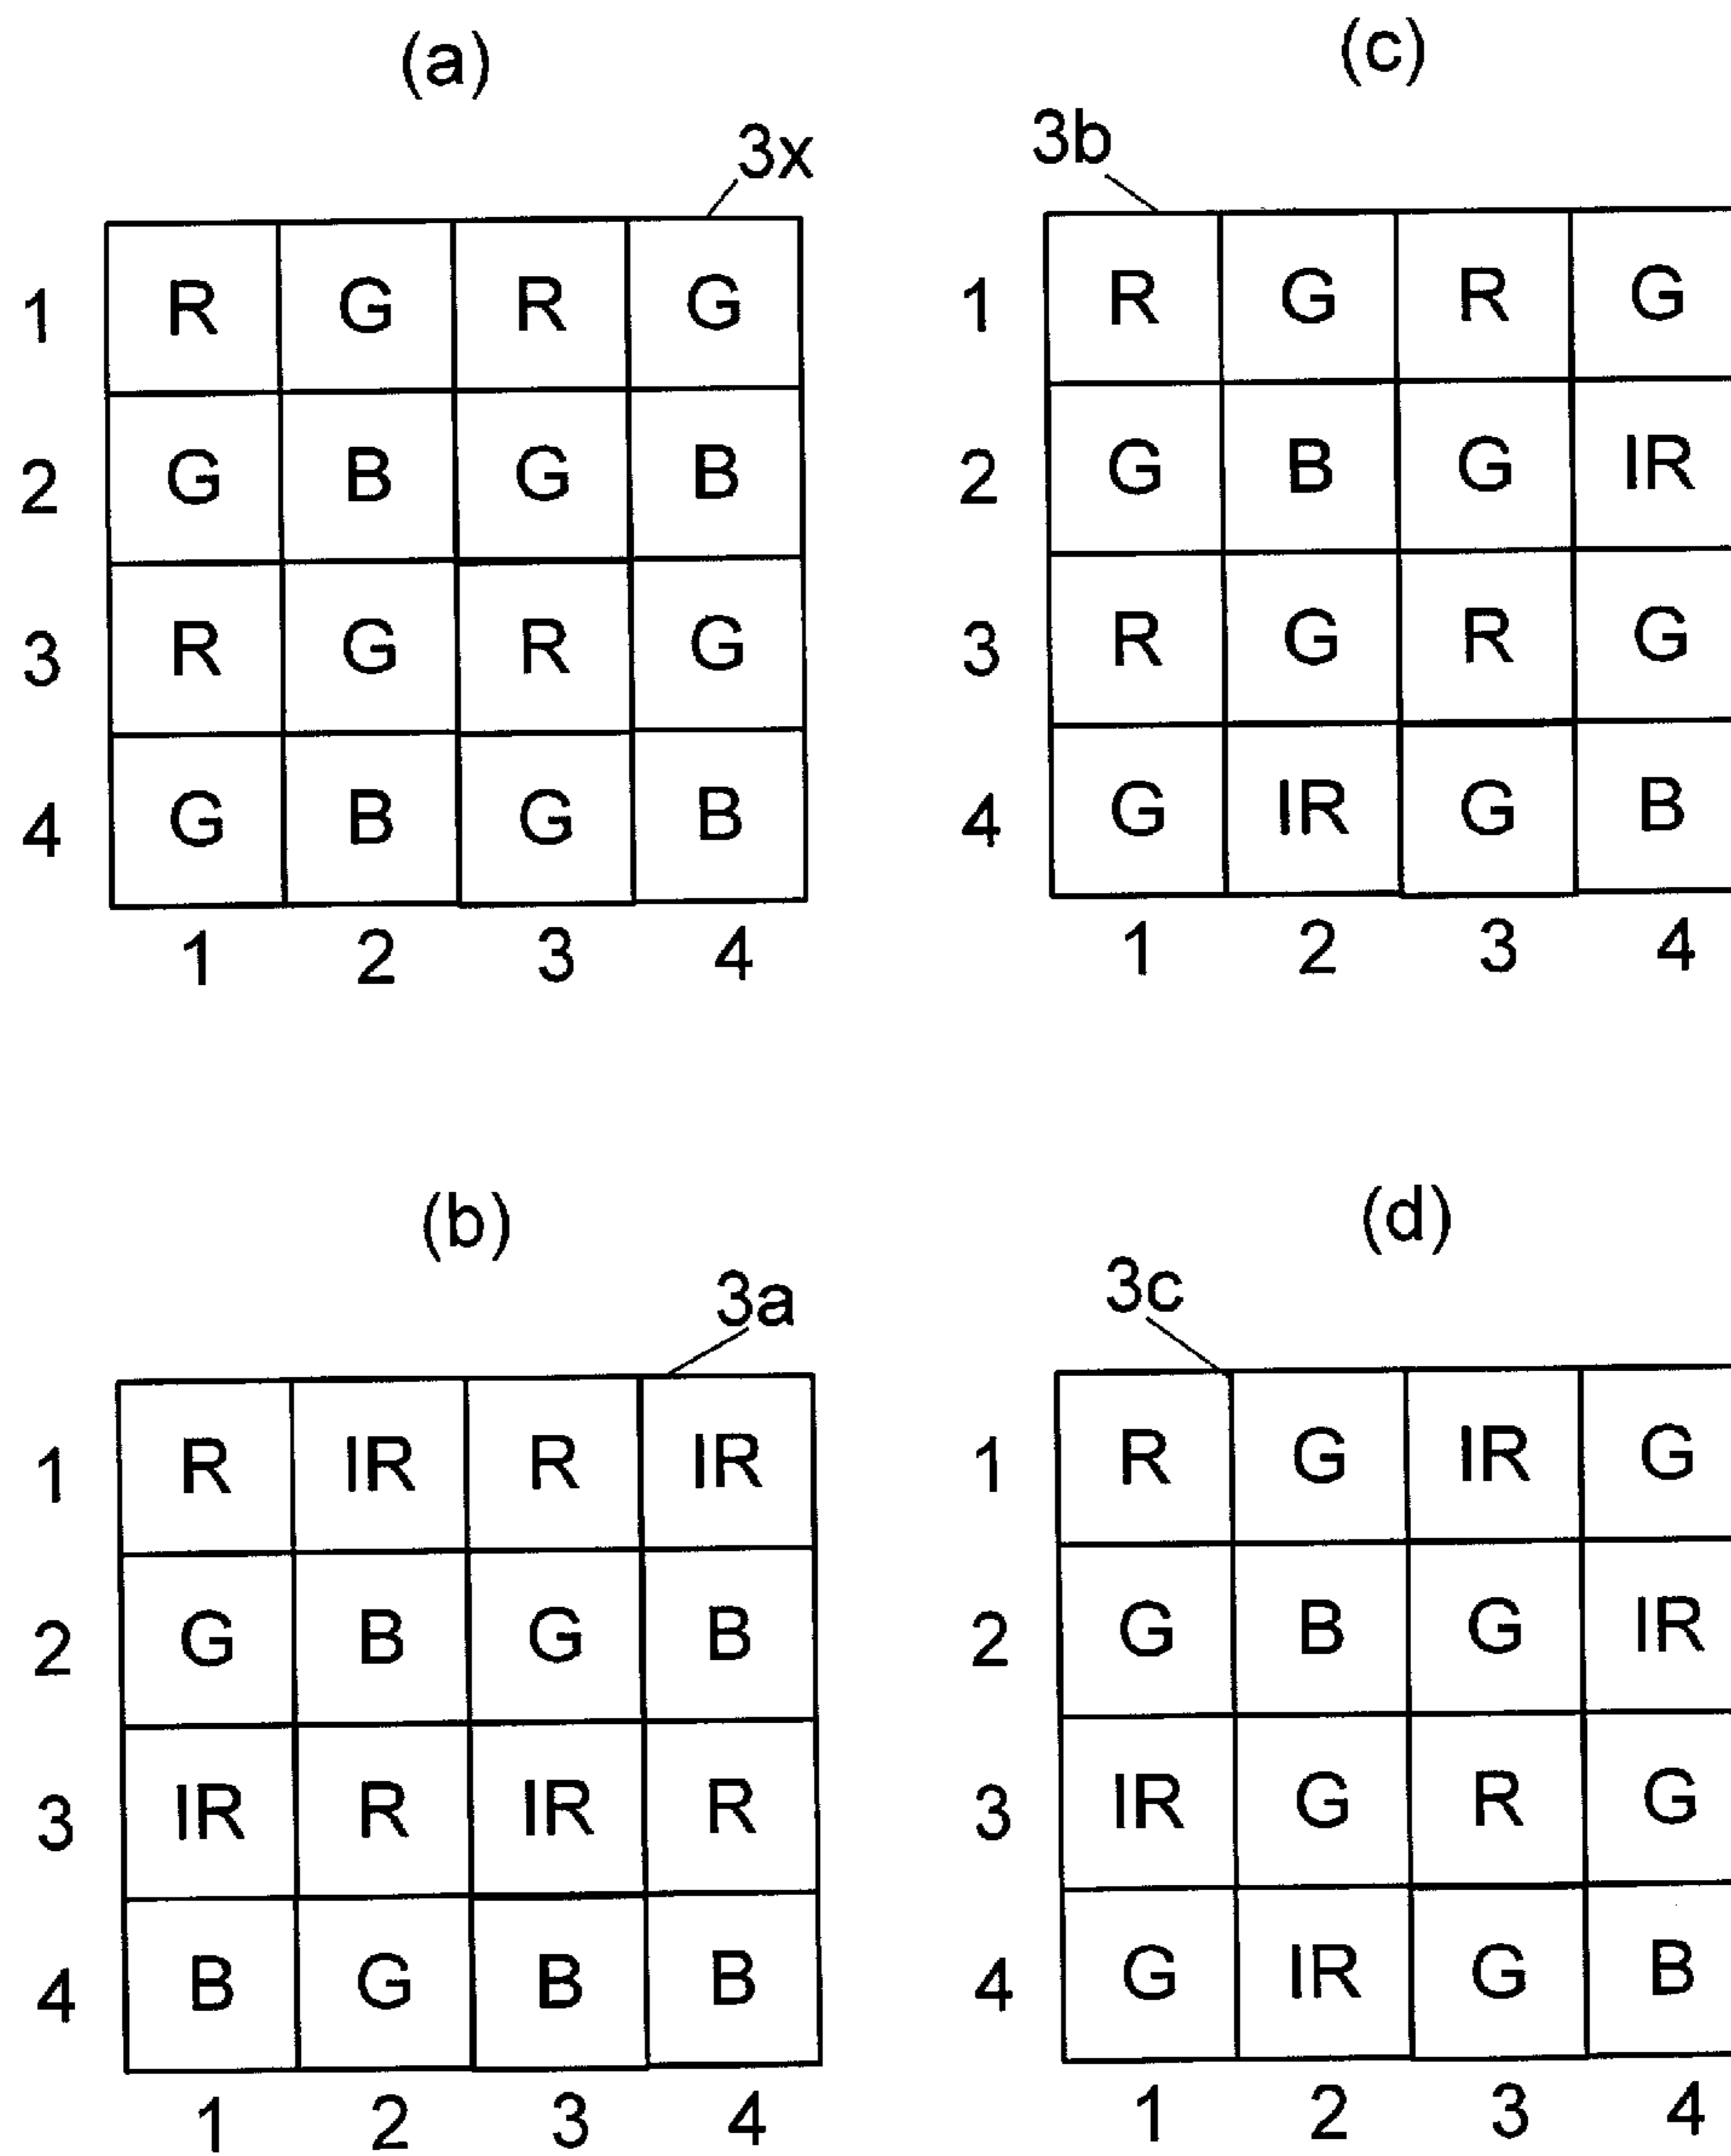 (a)
3x
1 R G R G
2 G B G B
3 R G R G
4 G B G B
1 2 3 4
(c)
3b
1 R G R G
2 G B G IR
3 R G R G
4 G IR G B
1 2 3 4
(b)
3a
1 R IR R IR
2 G B G B
3 IR R IR R
4 B G B B
1 2 3 4
(d)
3c
1 R G IR G
2 G B G IR
3 IR G R G
4 G IR G B
1 2 3 4